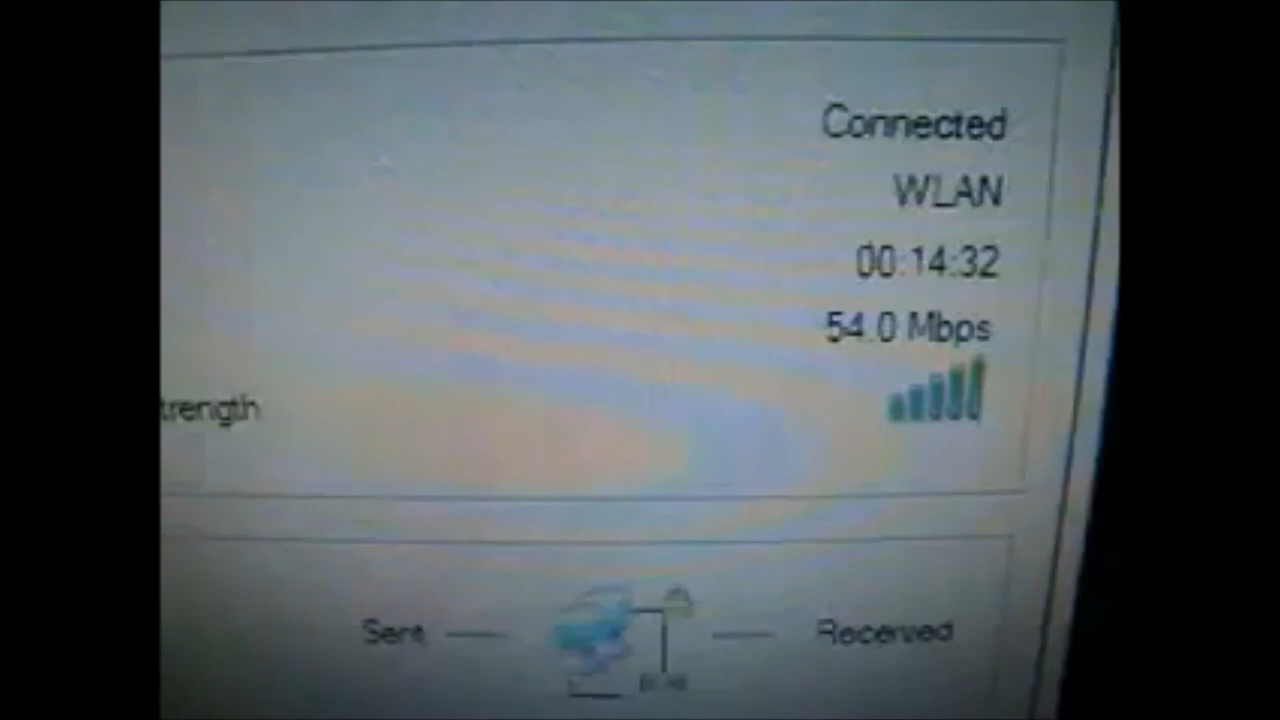 Connected
WLAN
00:14:32
54.0 Mbps
trength
Sent
Received